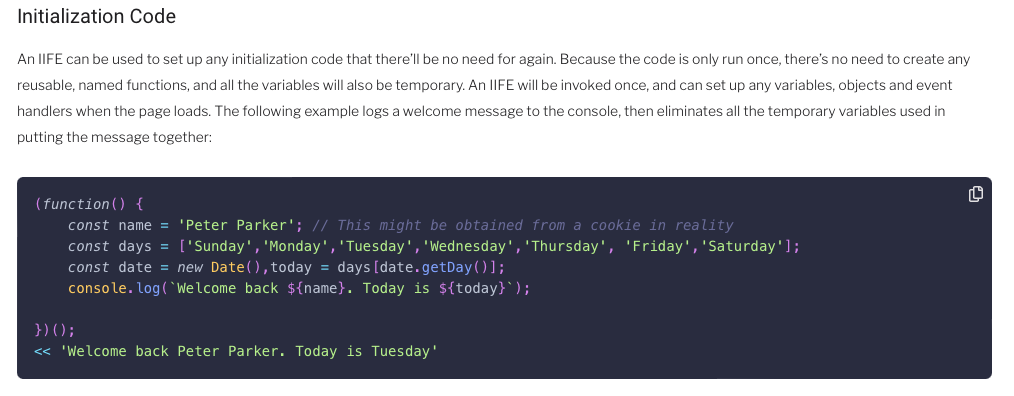 Initialization Code
An IIFE can be used to set up any initialization code that there’ll be no need for again. Because the code is only run once, there’s no need to create any
reusable, named functions, and all the variables will also be temporary. An IIFE will be invoked once, and can set up any variables, objects and event
handlers when the page loads. The following example logs a welcome message to the console, then eliminates all the temporary variables used in
putting the message together:
(function() {
    const name = 'Peter Parker'; // This might be obtained from a cookie in reality
    const days = ['Sunday','Monday','Tuesday','Wednesday','Thursday', 'Friday','Saturday'];
    const date = new Date(),today = days[date.getDay()];
    console.log(`Welcome back ${name}. Today is ${today}`);
})();
<< 'Welcome back Peter Parker. Today is Tuesday'